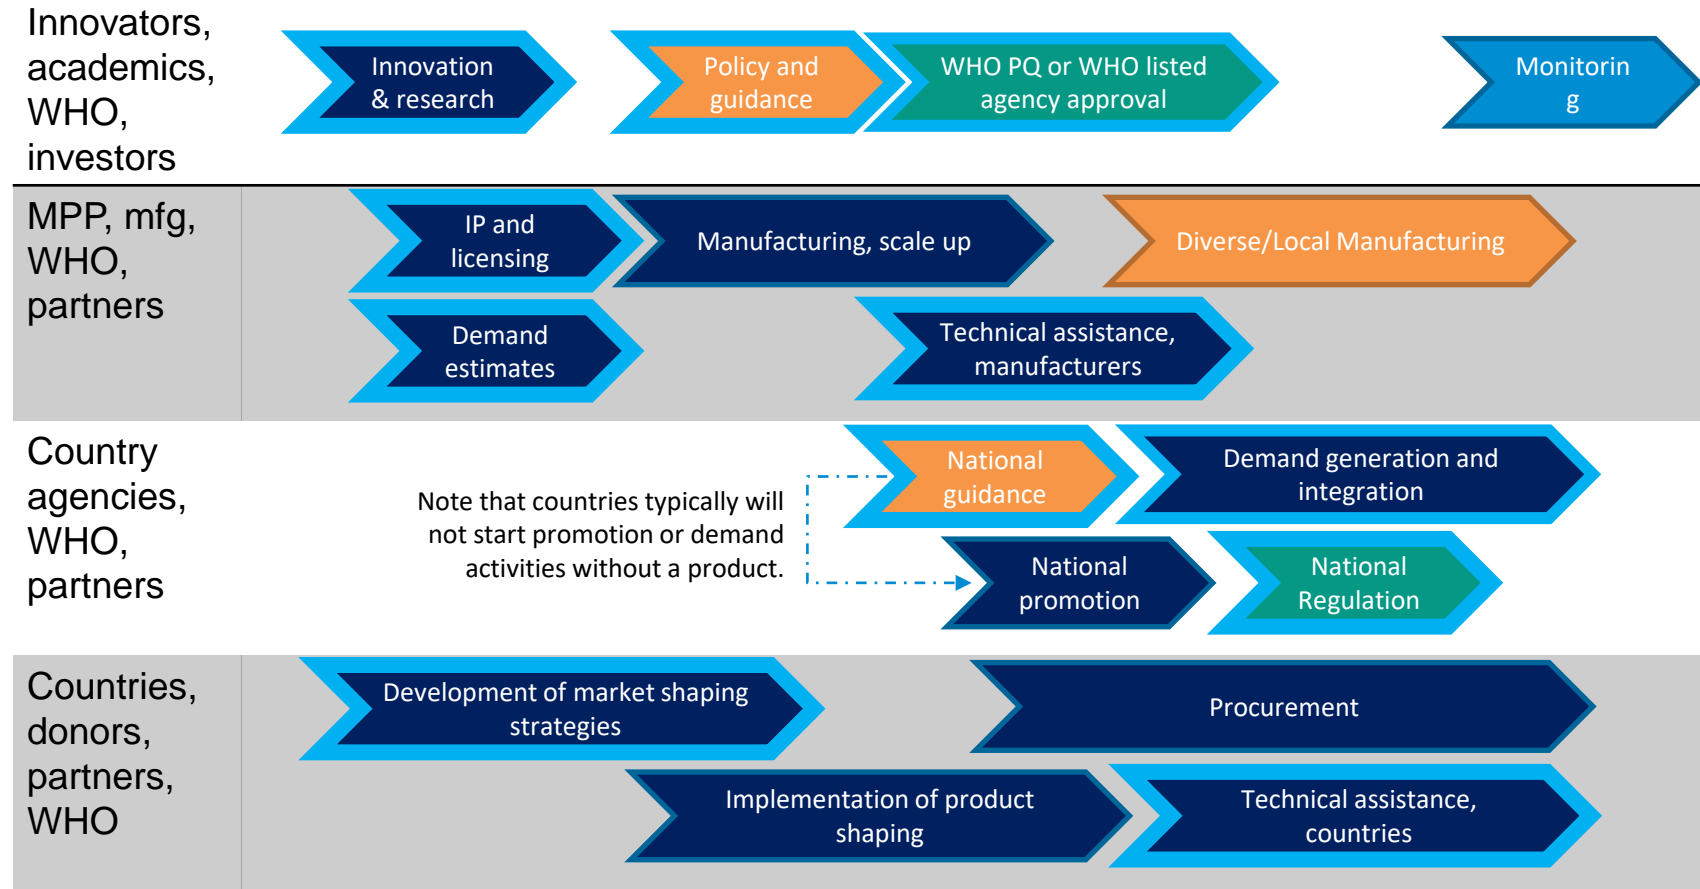 Innovators,
academics,
WHO,
investors
Innovation
& research
Policy and
guidance
WHO PQ or WHO listed
agency approval
Monitorin
g
MPP, mfg,
WHO,
partners
IP and
licensing
Manufacturing, scale up
Diverse/Local Manufacturing
Demand
estimates
Technical assistance,
manufacturers
Country
agencies,
WHO,
partners
Note that countries typically will
not start promotion or demand
activities without a product.
National
guidance
Demand generation and
integration
National
promotion
National
Regulation
Countries,
donors,
partners,
WHO
Development of market shaping
strategies
Procurement
Implementation of product
shaping
Technical assistance,
countries